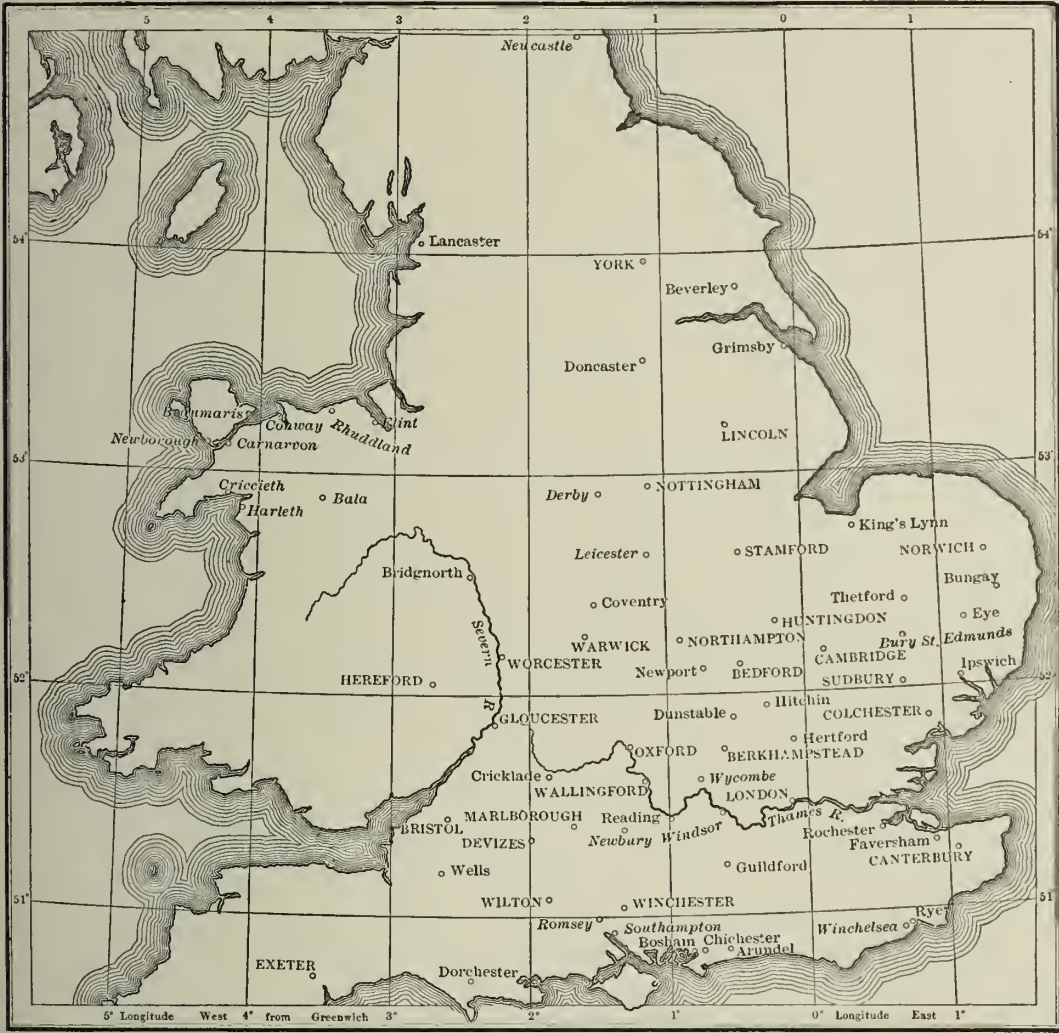 5 4 3 2 1 0 1
Newcastle
54° 54°
Lancaster
YORK
Beverley
Grimsby
Doncaster
LINCOLN
Beaumaris
Conway Rhuddland Flint
Newborough Carnarvon
53° 53°
Criccieth
Harleth
Bala
Derby NOTTINGHAM
King's Lynn
Leicester STAMFORD NORWICH
Bridgnorth
Bungay
Coventry Thetford
HUNTINGDON Eye
Severn R
WARWICK NORTHAMPTON Bury St. Edmunds
WORCESTER CAMBRIDGE Ipswich
Newport BEDFORD
HEREFORD SUDBURY
52° 52°
Hitchin
GLOUCESTER Dunstable COLCHESTER
Hertford
OXFORD BERKHAMPSTEAD
Cricklade Wycombe
WALLINGFORD LONDON
MARLBOROUGH Reading Thames R.
BRISTOL Newbury Windsor Rochester
DEVIZES Faversham
CANTERBURY
Wells Guildford
51° 51°
WILTON WINCHESTER
Romsey Southampton Winchelsea Rye
Bosham Chichester
Arundel
EXETER Dorchester
5° Longitude West 4° from Greenwich 3° 2° 1° 0° Longitude East 1°